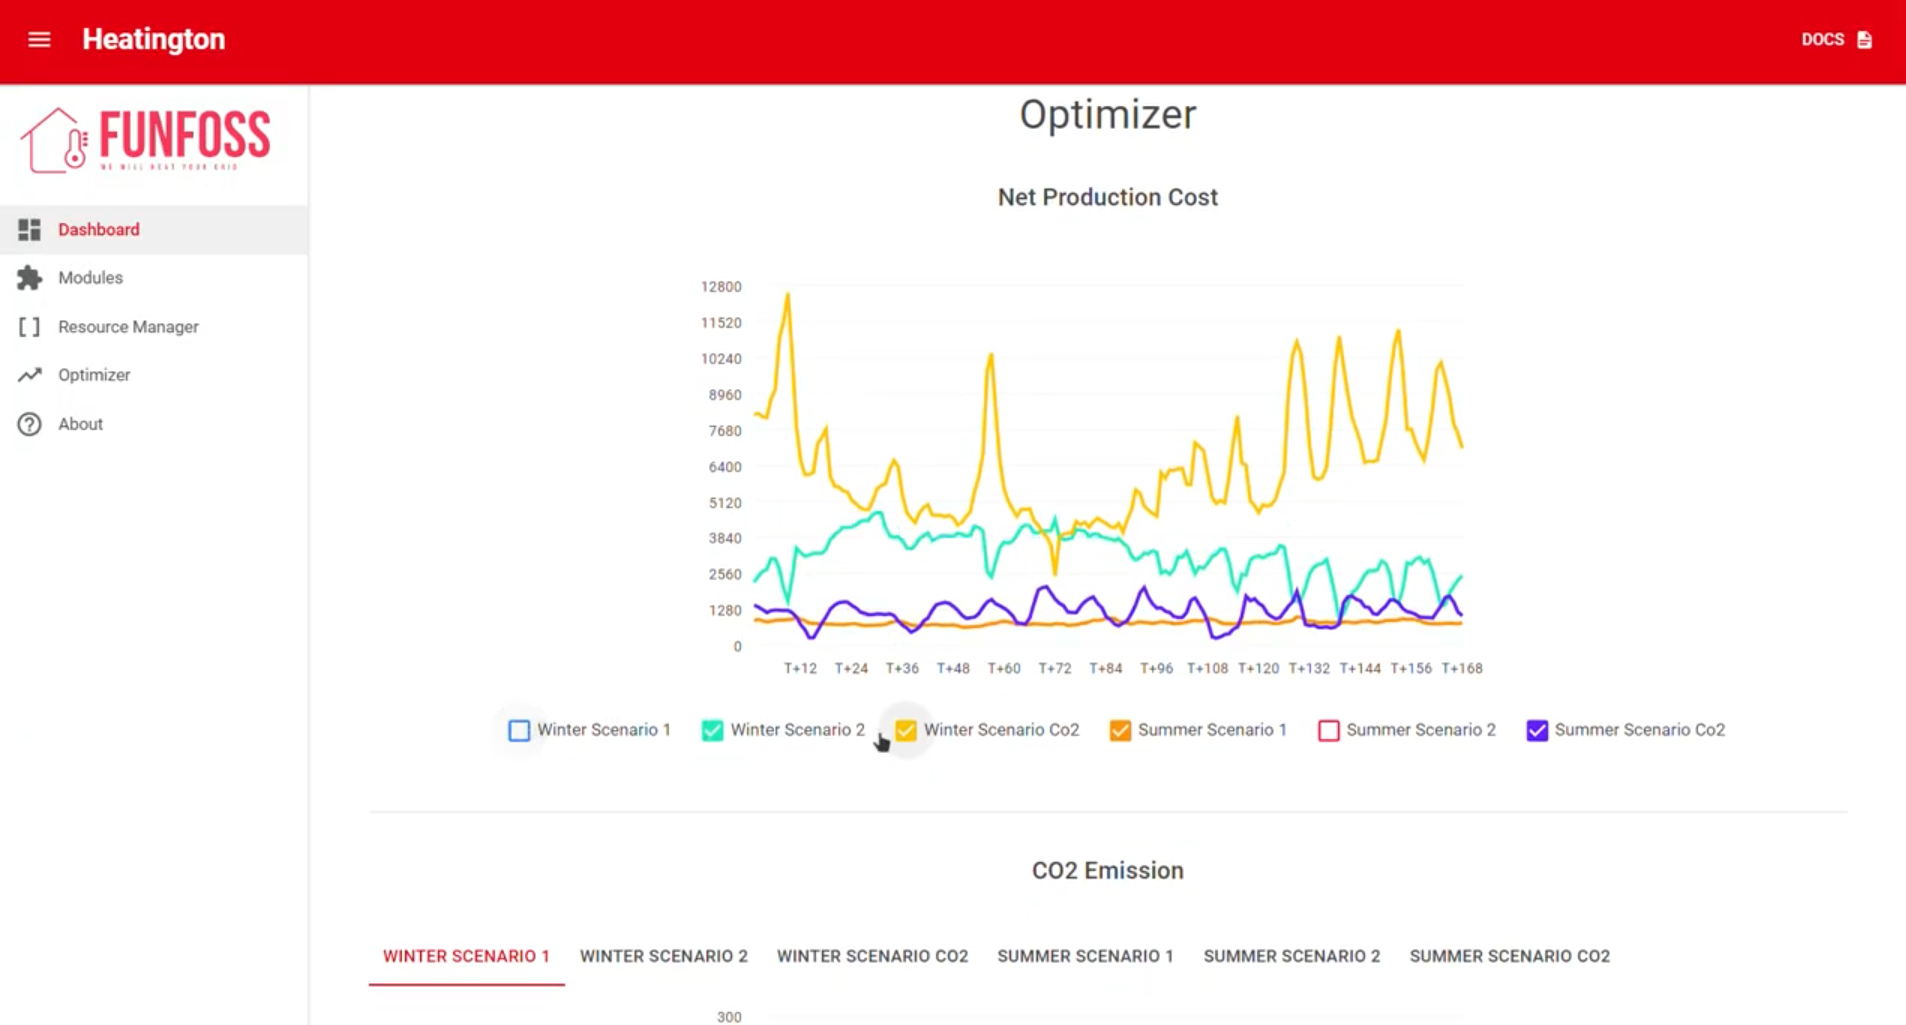 Heatington
DOCS
FUNFOSS
WE WILL HEAT YOUR GRID
Dashboard
Modules
Resource Manager
Optimizer
About
Optimizer
Net Production Cost
12800
11520
10240
8960
7680
6400
5120
3840
2560
1280
0
T+12 T+24 T+36 T+48 T+60 T+72 T+84 T+96 T+108 T+120 T+132 T+144 T+156 T+168
Winter Scenario 1 Winter Scenario 2 Winter Scenario Co2 Summer Scenario 1 Summer Scenario 2 Summer Scenario Co2
CO2 Emission
WINTER SCENARIO 1 WINTER SCENARIO 2 WINTER SCENARIO CO2 SUMMER SCENARIO 1 SUMMER SCENARIO 2 SUMMER SCENARIO CO2
300